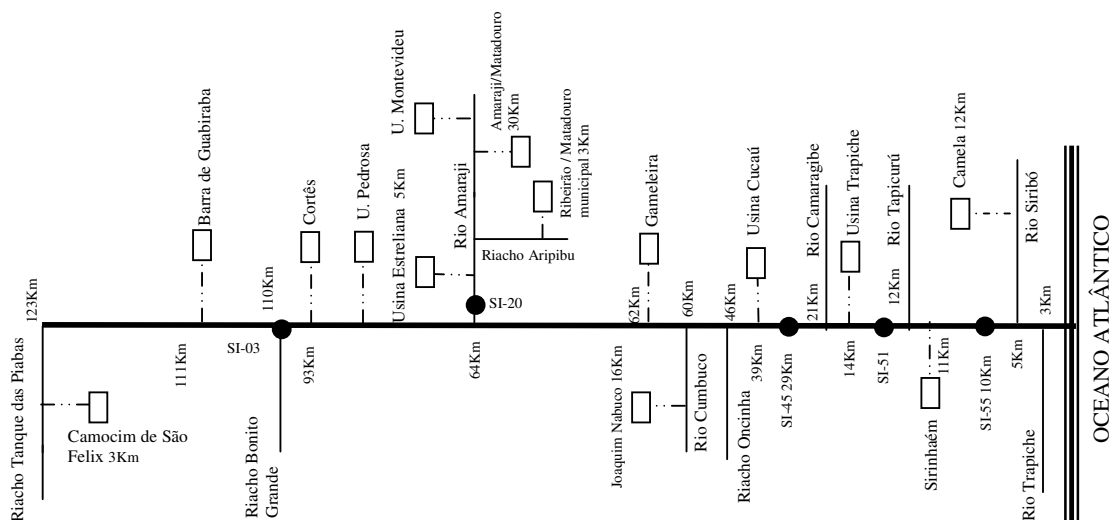 123Km
Riacho Tanque das Piabas
Camocim de São
Felix 3Km
111Km
Barra de Guabiraba
SI-03
110Km
Riacho Bonito
Grande
93Km
Cortês
U. Pedrosa
Usina Estreliana 5Km
U. Montevideu
Rio Amaraji
Amaraji/Matadouro
30Km
Ribeirão / Matadouro
municipal 3Km
Riacho Aripibu
SI-20
64Km
62Km
Gameleira
Joaquim Nabuco 16Km
60Km
Rio Cumbuco
46Km
Riacho Oncinha
39Km
Usina Cucaú
SI-45 29Km
21Km
Rio Camaragibe
14Km
Usina Trapiche
SI-51
12Km
Rio Tapicurú
Sirinhaém
11Km
Camela 12Km
SI-55 10Km
5Km
Rio Siribó
3Km
Rio Trapiche
OCEANO ATLÂNTICO